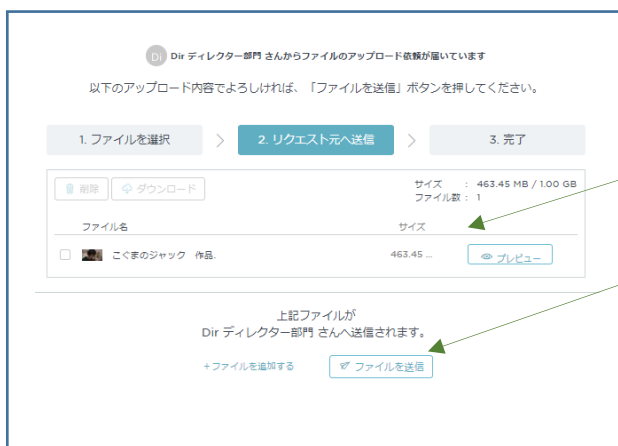 Di Dir ディレクター部門 さんからファイルのアップロード依頼が届いています
以下のアップロード内容でよろしければ、「ファイルを送信」ボタンを押してください。
1. ファイルを選択 > 2. リクエスト元へ送信 > 3. 完了
削除 ダウンロード サイズ : 463.45 MB / 1.00 GB
ファイル数 : 1
ファイル名 サイズ
こぐまのジャック 作品. 463.45 ... プレビュー
上記ファイルが
Dir ディレクター部門 さんへ送信されます。
+ファイルを追加する ファイルを送信